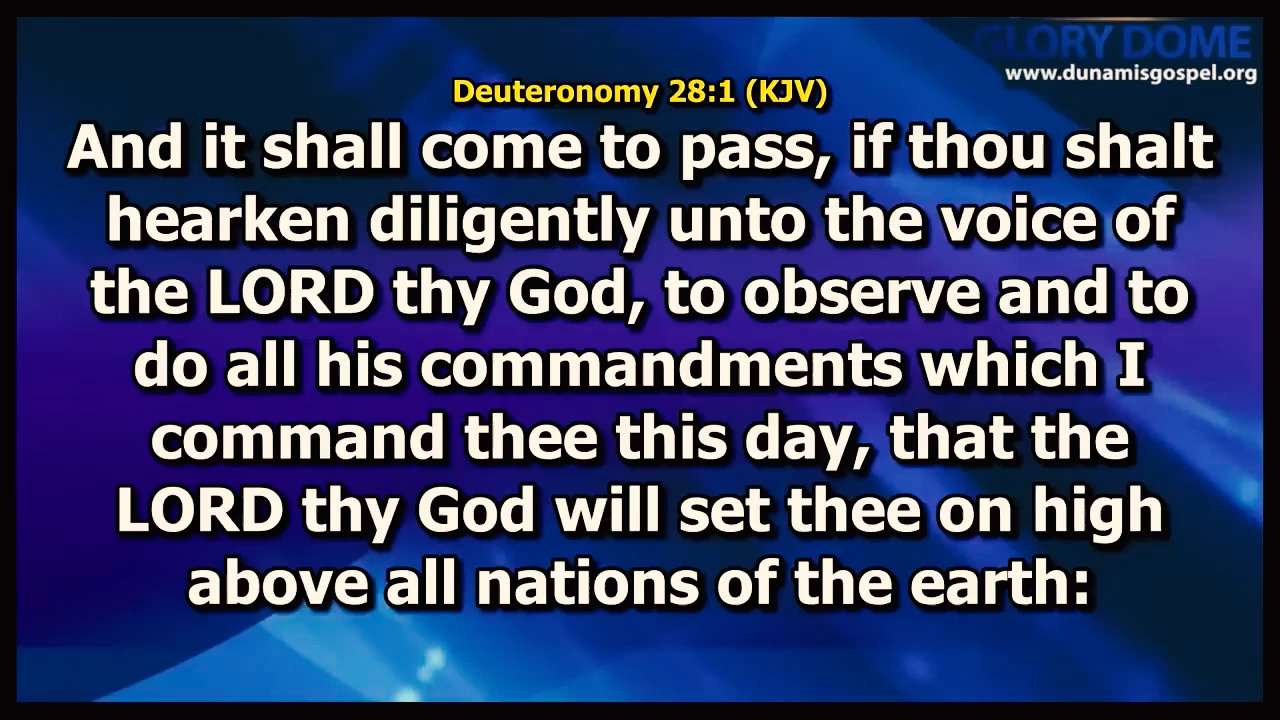 GLORY DOME
www.dunamisgospel.org
Deuteronomy 28:1 (KJV)
And it shall come to pass, if thou shalt
hearken diligently unto the voice of
the LORD thy God, to observe and to
do all his commandments which I
command thee this day, that the
LORD thy God will set thee on high
above all nations of the earth: